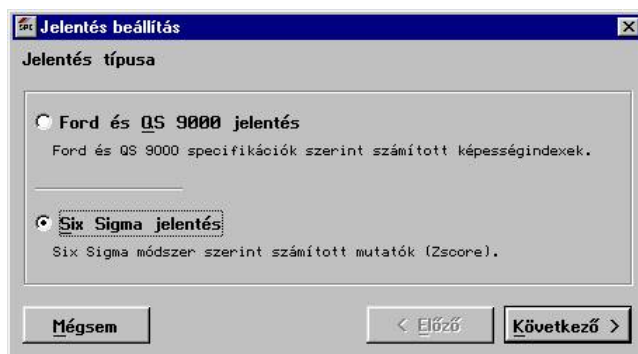 SPC Jelentés beállítás
Jelentés típusa
Ford és QS 9000 jelentés
Ford és QS 9000 specifikációk szerint számított képességindexek.
Six Sigma jelentés
Six Sigma módszer szerint számított mutatók (Zscore).
Mégsem
< Előző
Következő >